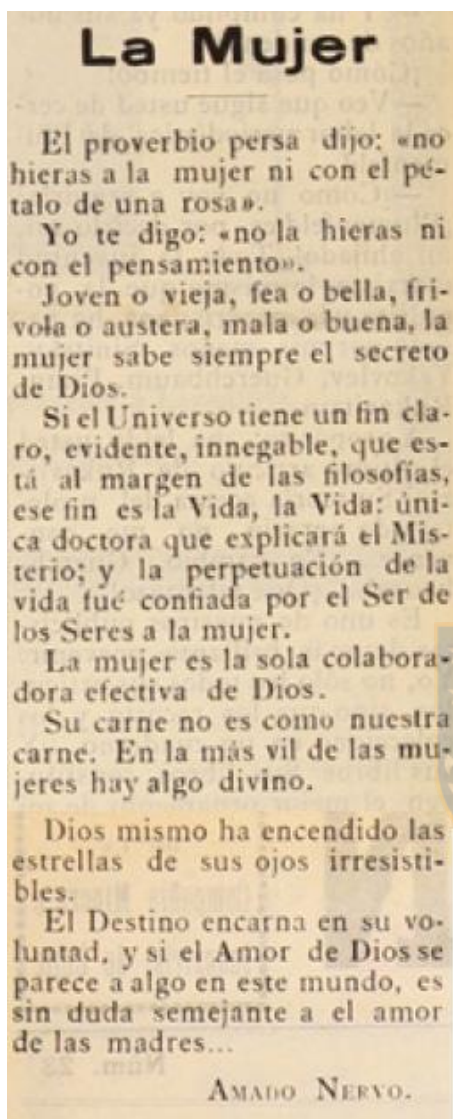 La Mujer
El proverbio persa dijo: «no
hieras a la mujer ni con el pé-
talo de una rosa».
Yo te digo: «no la hieras ni
con el pensamiento».
Joven o vieja, fea o bella, frí-
vola o austera, mala o buena, la
mujer sabe siempre el secreto
de Dios.
Si el Universo tiene un fin cla-
ro, evidente, innegable, que es-
tá al margen de las filosofías,
ese fin es la Vida, la Vida: úni-
ca doctora que explicará el Mis-
terio; y la perpetuación de la
vida fué confiada por el Ser de
los Seres a la mujer.
La mujer es la sola colabora-
dora efectiva de Dios.
Su carne no es como nuestra
carne. En la más vil de las mu-
jeres hay algo divino.
Dios mismo ha encendido las
estrellas de sus ojos irresisti-
bles.
El Destino encarna en su vo-
luntad, y si el Amor de Dios se
parece a algo en este mundo, es
sin duda semejante a el amor
de las madres...
AMADO NERVO.